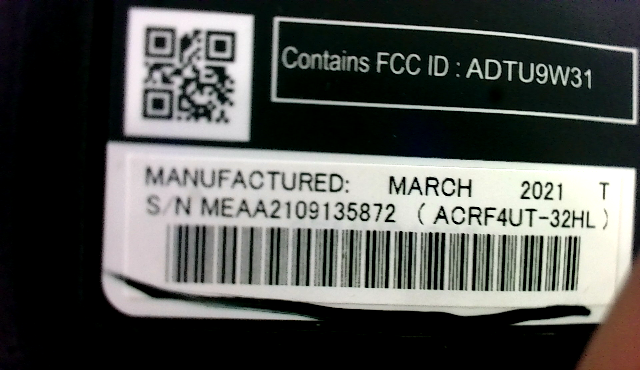 Contains FCC ID : ADTU9W31
MANUFACTURED: MARCH 2021 T
S/N MEAA2109135872 ( ACRF4UT-32HL )